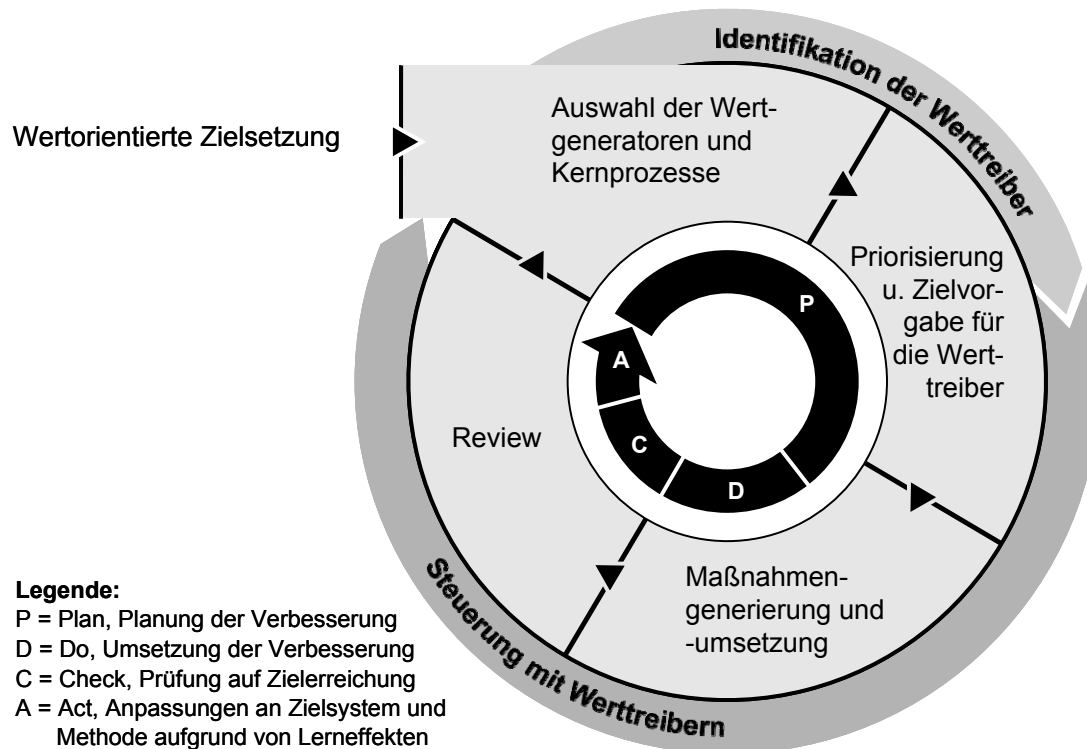 Identifikation der Werttreiber
Wertorientierte Zielsetzung
Auswahl der Wert-
generatoren und
Kernprozesse
Priorisierung
u. Zielvor-
gabe für
die Wert-
treiber
P
A
C
D
Review
Maßnahmen-
generierung und
-umsetzung
Steuerung mit Werttreibern
Legende:
P = Plan, Planung der Verbesserung
D = Do, Umsetzung der Verbesserung
C = Check, Prüfung auf Zielerreichung
A = Act, Anpassungen an Zielsystem und
Methode aufgrund von Lerneffekten